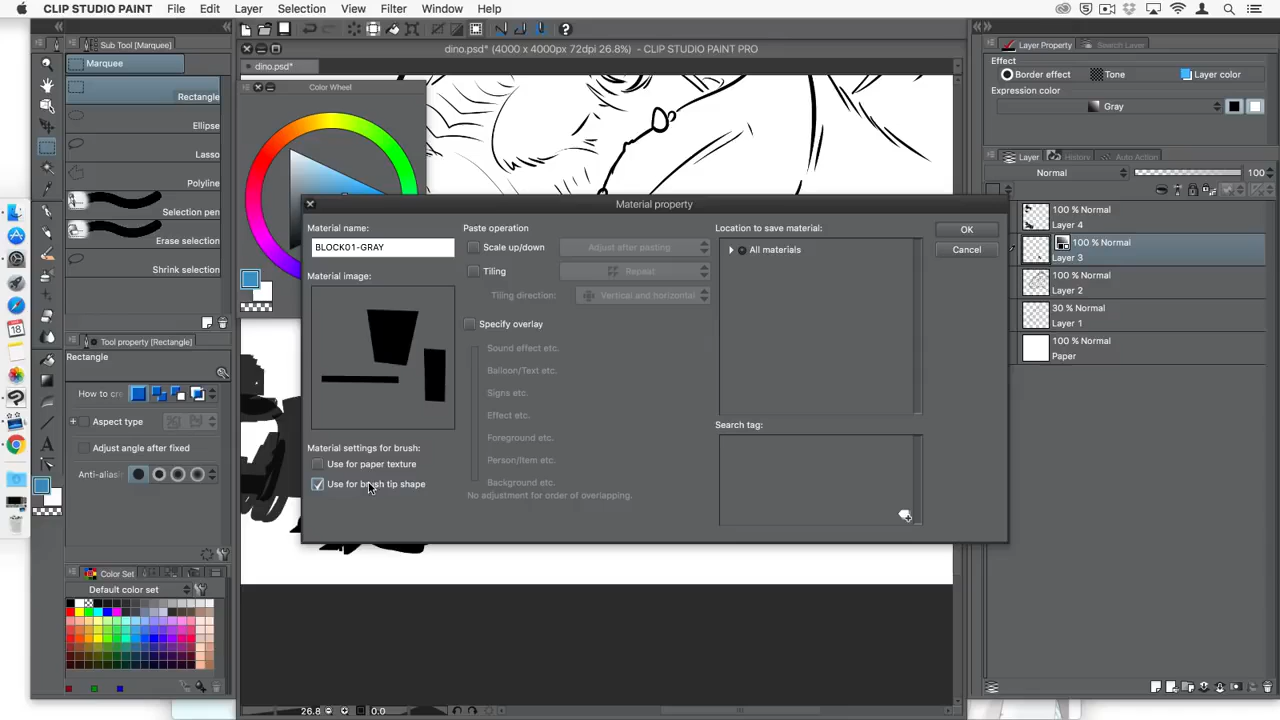 CLIP STUDIO PAINT File Edit Layer Selection View Filter Window Help
Sub Tool [Marquee]
Marquee
Rectangle
Ellipse
Lasso
Polyline
Selection pen
Erase selection
Shrink selection
Tool property [Rectangle]
Rectangle
How to cre
Aspect type
Adjust angle after fixed
Anti-aliasin
Color Set
Default color set
dino.psd* (4000 x 4000px 72dpi 26.8%) - CLIP STUDIO PAINT PRO
dino.psd*
Color Wheel
Material property
Material name:
BLOCK01-GRAY
Material image:
Material settings for brush:
Use for paper texture
Use for brush tip shape
Paste operation
Scale up/down Adjust after pasting
Tiling Repeat
Tiling direction: Vertical and horizontal
Specify overlay
Sound effect etc.
Balloon/Text etc.
Signs etc.
Effect etc.
Foreground etc.
Person/Item etc.
Background etc.
No adjustment for order of overlapping.
Location to save material:
All materials
Search tag:
OK
Cancel
26.8 0.0
Layer Property Search Layer
Effect
Border effect Tone Layer color
Expression color
Gray
Layer History Auto Action
Normal 100
100 % Normal
Layer 4
100 % Normal
Layer 3
100 % Normal
Layer 2
30 % Normal
Layer 1
100 % Normal
Paper
18